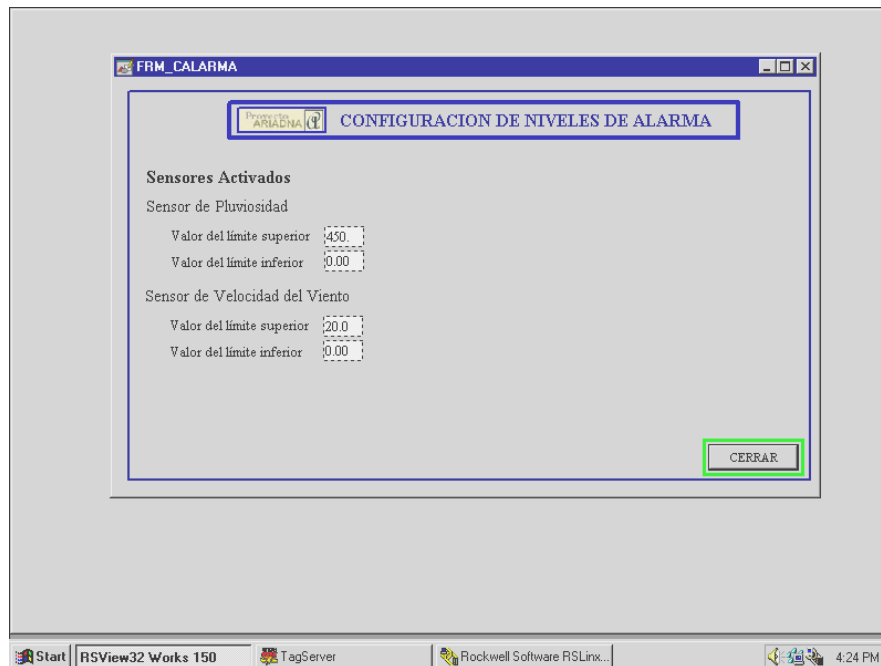 FRM_CALARMA
Proyecto
ARIADNA
CONFIGURACION DE NIVELES DE ALARMA
Sensores Activados
Sensor de Pluviosidad
Valor del límite superior 450.
Valor del límite inferior 0.00
Sensor de Velocidad del Viento
Valor del límite superior 20.0
Valor del límite inferior 0.00
CERRAR
Start RSView32 Works 150 TagServer Rockwell Software RSLinx... 4:24 PM